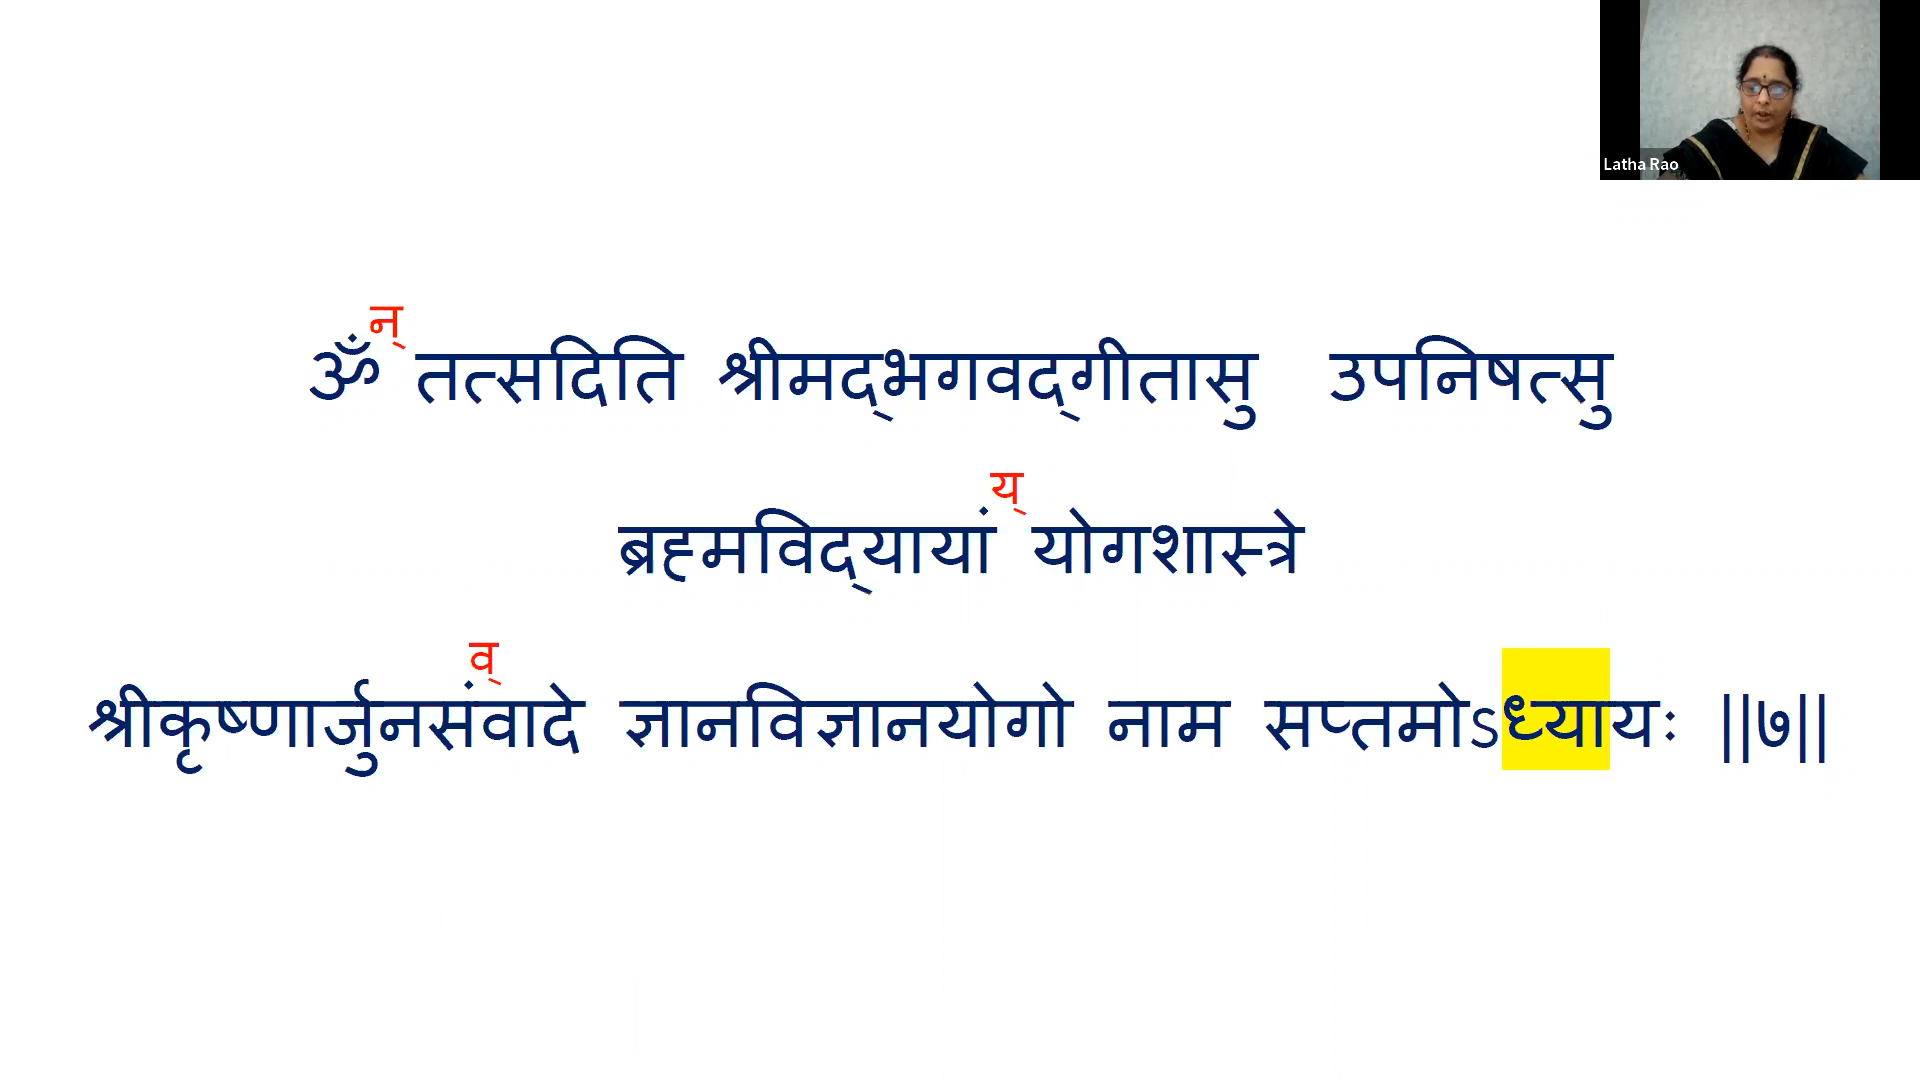 Latha Rao
न्
ॐ तत्सदिति श्रीमद्‌भगवद्‌गीतासु उपनिषत्सु
य्
ब्रह्मविद्‌यायां योगशास्त्रे
व्
श्रीकृष्णार्जुनसंवादे ज्ञानविज्ञानयोगो नाम सप्तमोऽध्यायः ||७||